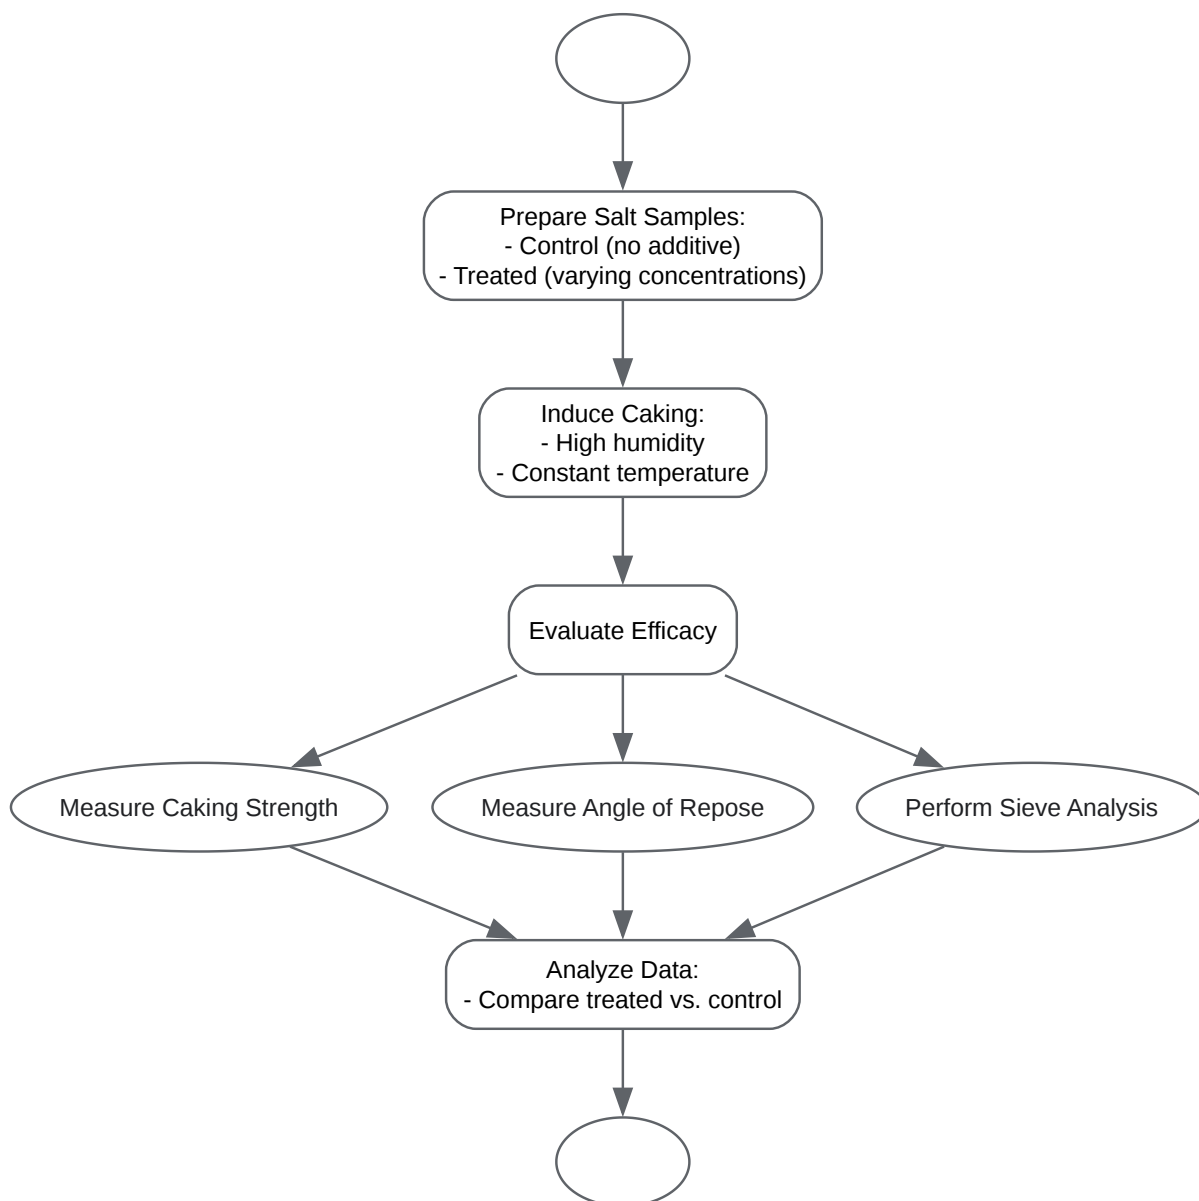 Prepare Salt Samples:
- Control (no additive)
- Treated (varying concentrations)
Induce Caking:
- High humidity
- Constant temperature
Evaluate Efficacy
Measure Caking Strength
Measure Angle of Repose
Perform Sieve Analysis
Analyze Data:
- Compare treated vs. control